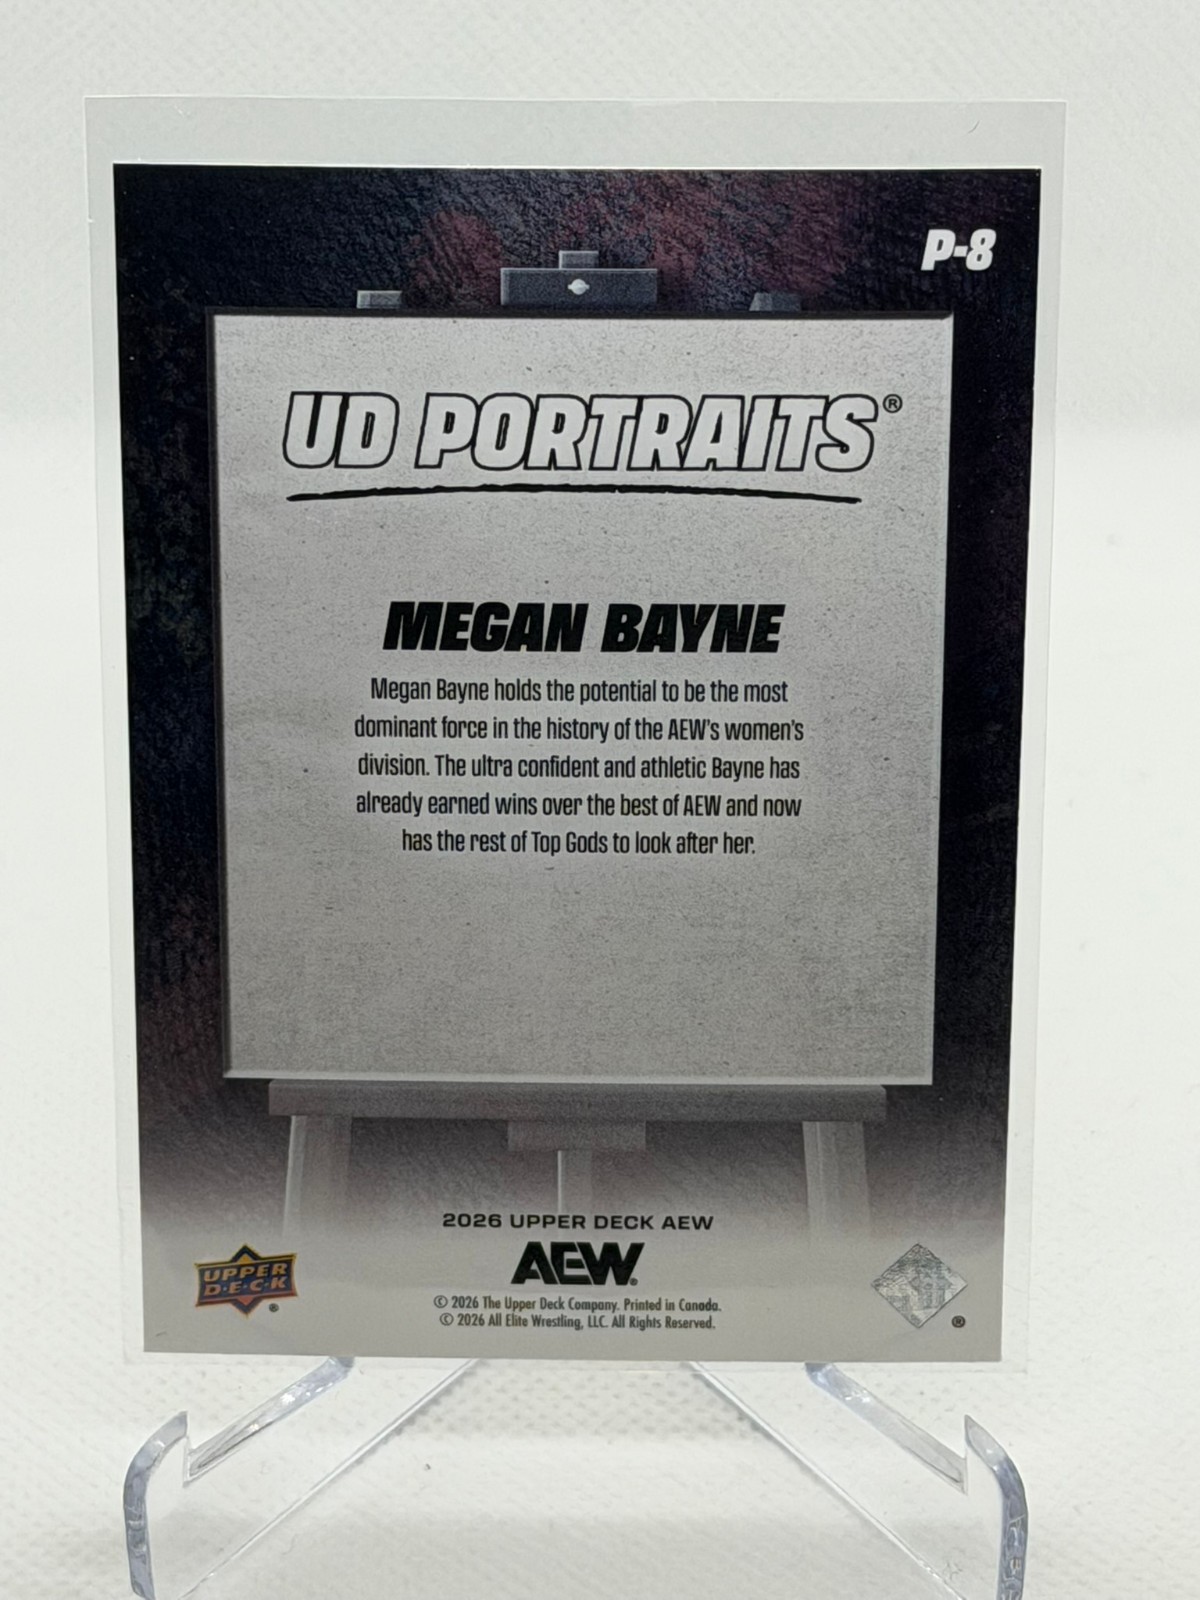 P-8
UD PORTRAITS®
MEGAN BAYNE
Megan Bayne holds the potential to be the most
dominant force in the history of the AEW's women's
division. The ultra confident and athletic Bayne has
already earned wins over the best of AEW and now
has the rest of Top Gods to look after her.
2026 UPPER DECK AEW
AEW®
UPPER
D·E·C·K
®
®
© 2026 The Upper Deck Company. Printed in Canada.
© 2026 All Elite Wrestling, LLC. All Rights Reserved.